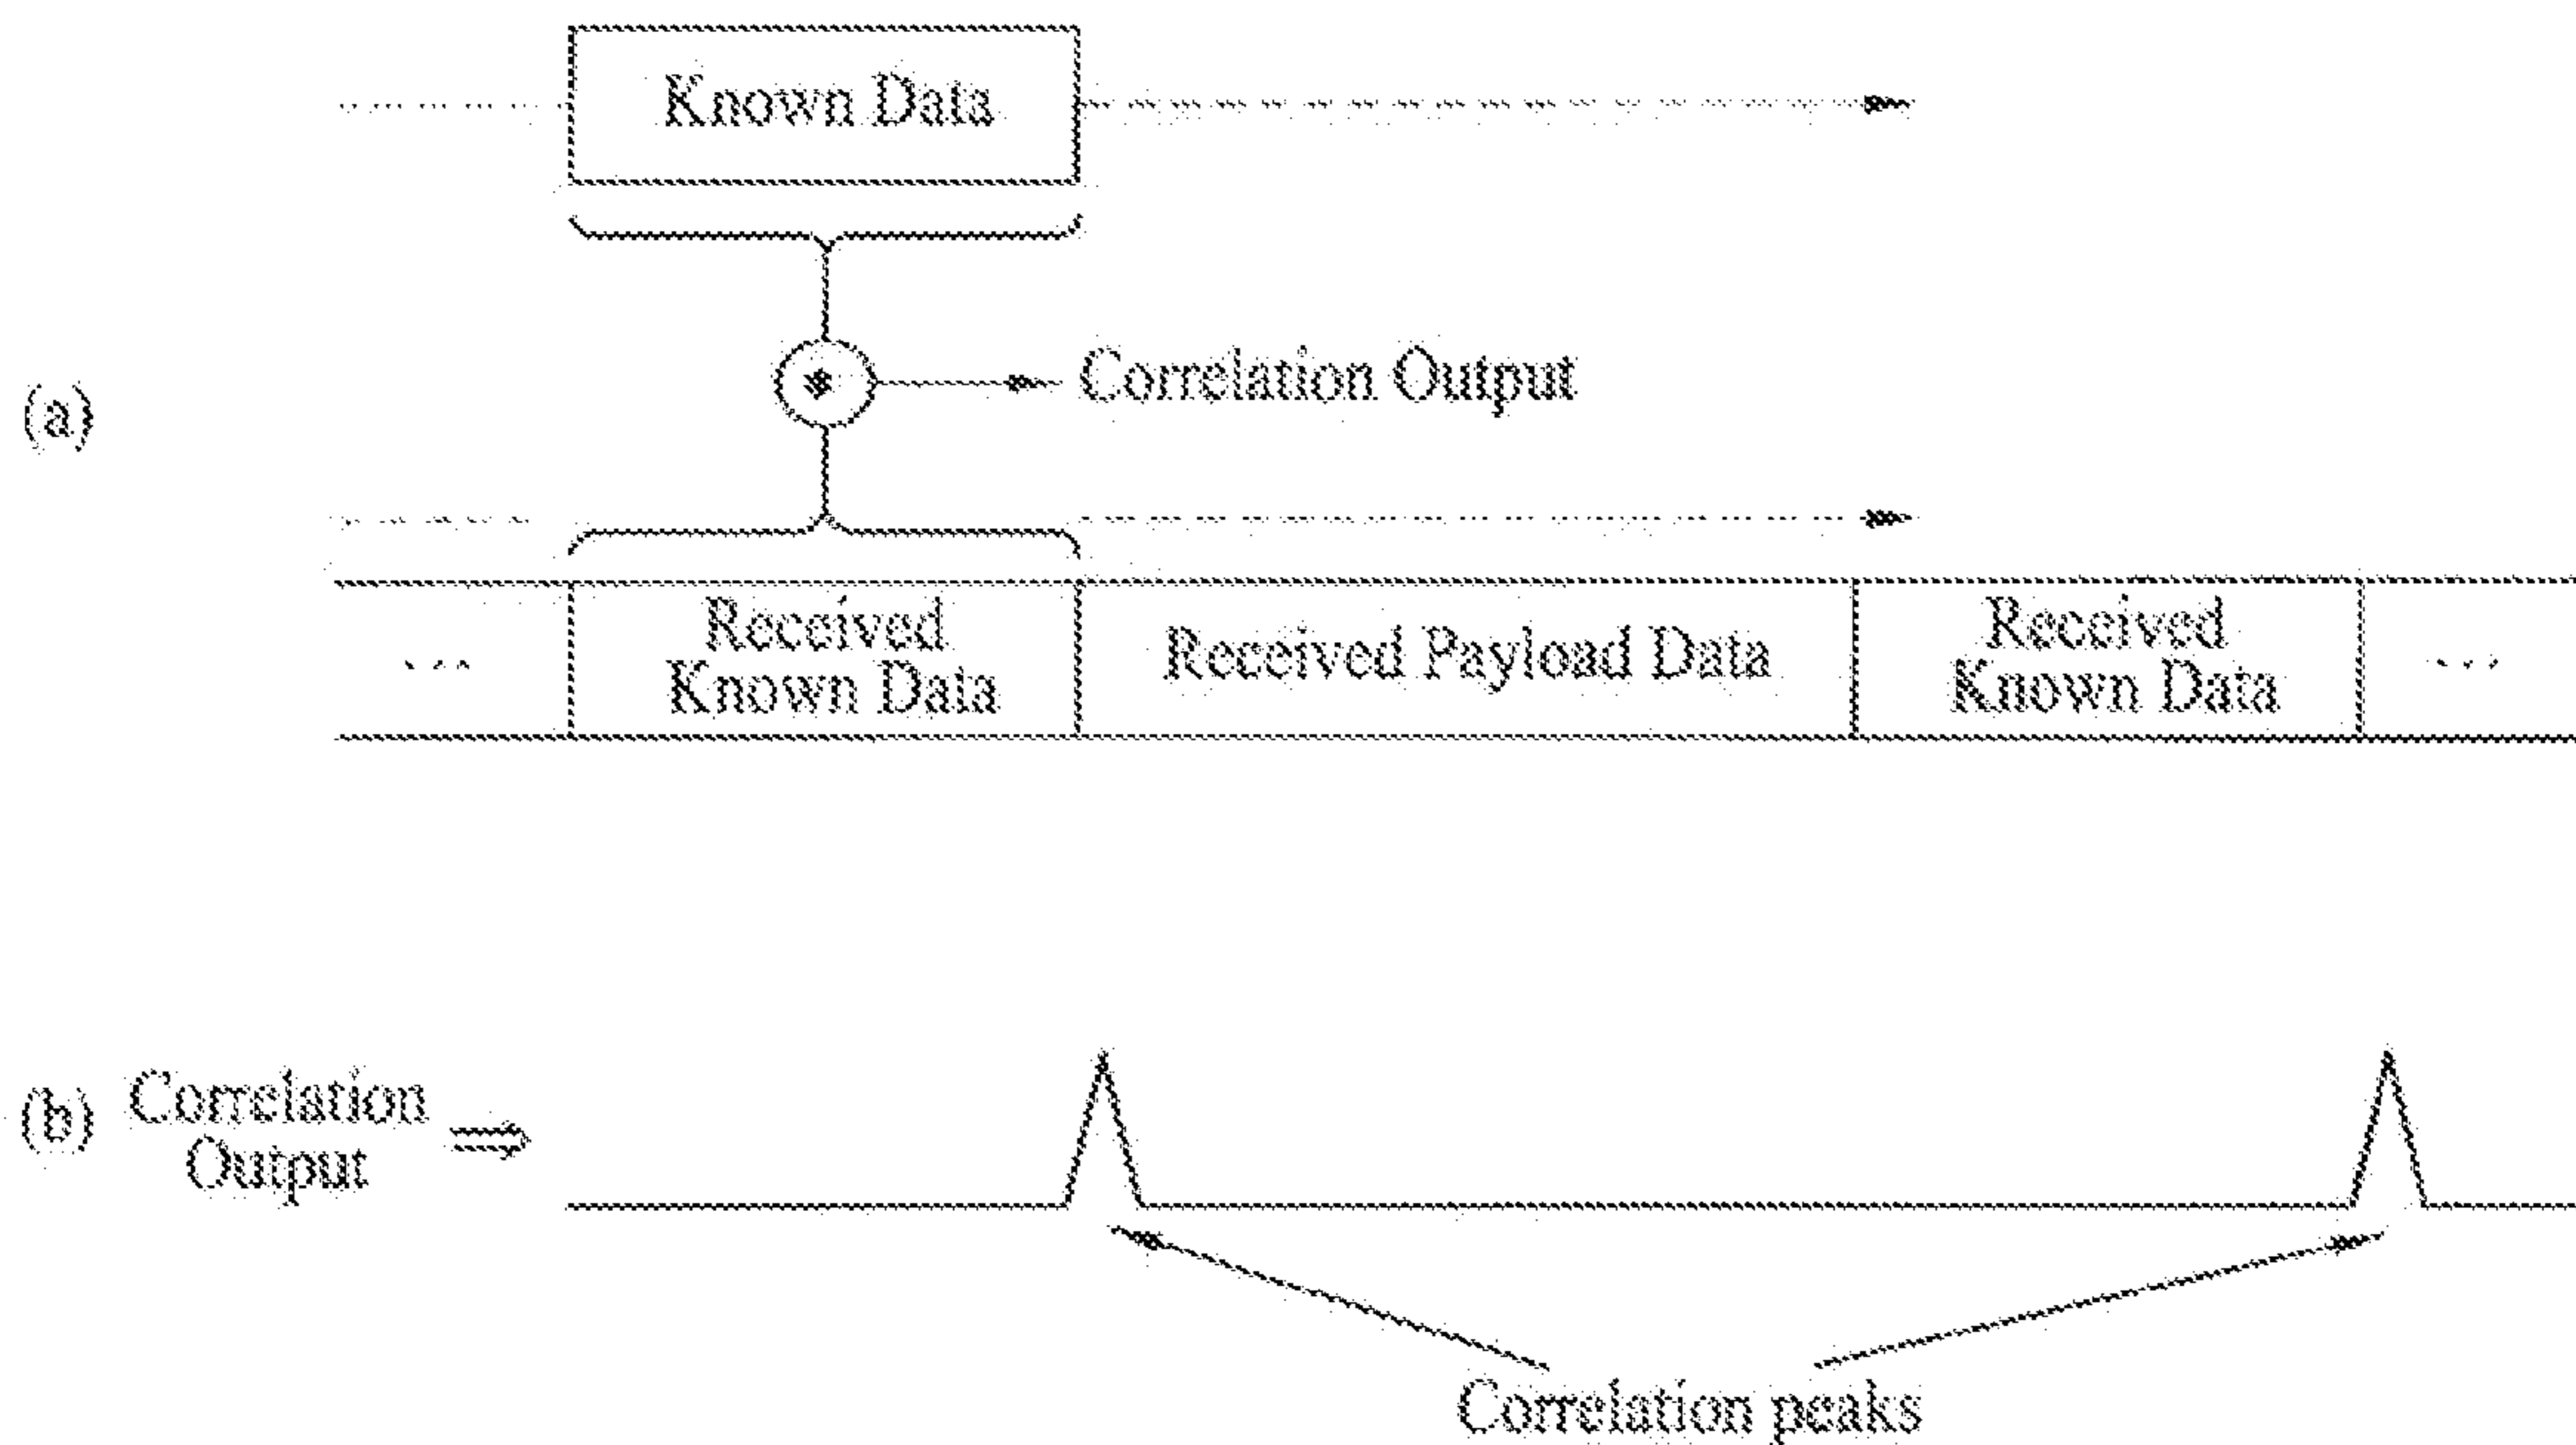 Known Data
(a)
Correlation Output
...
Received
Known Data
Received Payload Data
Received
Known Data
...
(b)
Correlation
Output
Correlation peaks